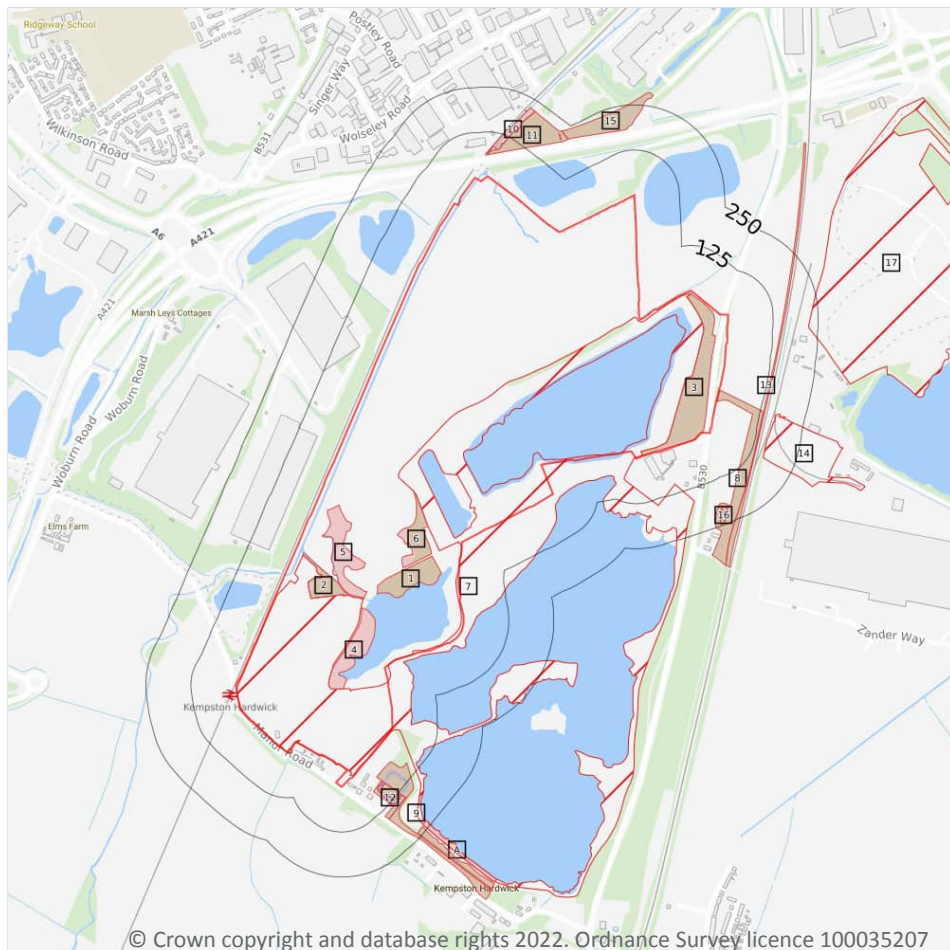 Ridgeway School
Postley Road
Singer Way
Wolseley Road
Wilkinson Road
B531
10
11
15
A6
A421
250
125
17
Marsh Leys Cottages
A421
Woburn Road
Woburn Road
3
13
14
8
B530
16
Elms Farm
6
5
1
2
7
4
Zander Way
Kempston Hardwick
Manor Road
12
9
A
Kempston Hardwick
© Crown copyright and database rights 2022. Ordnance Survey licence 100035207